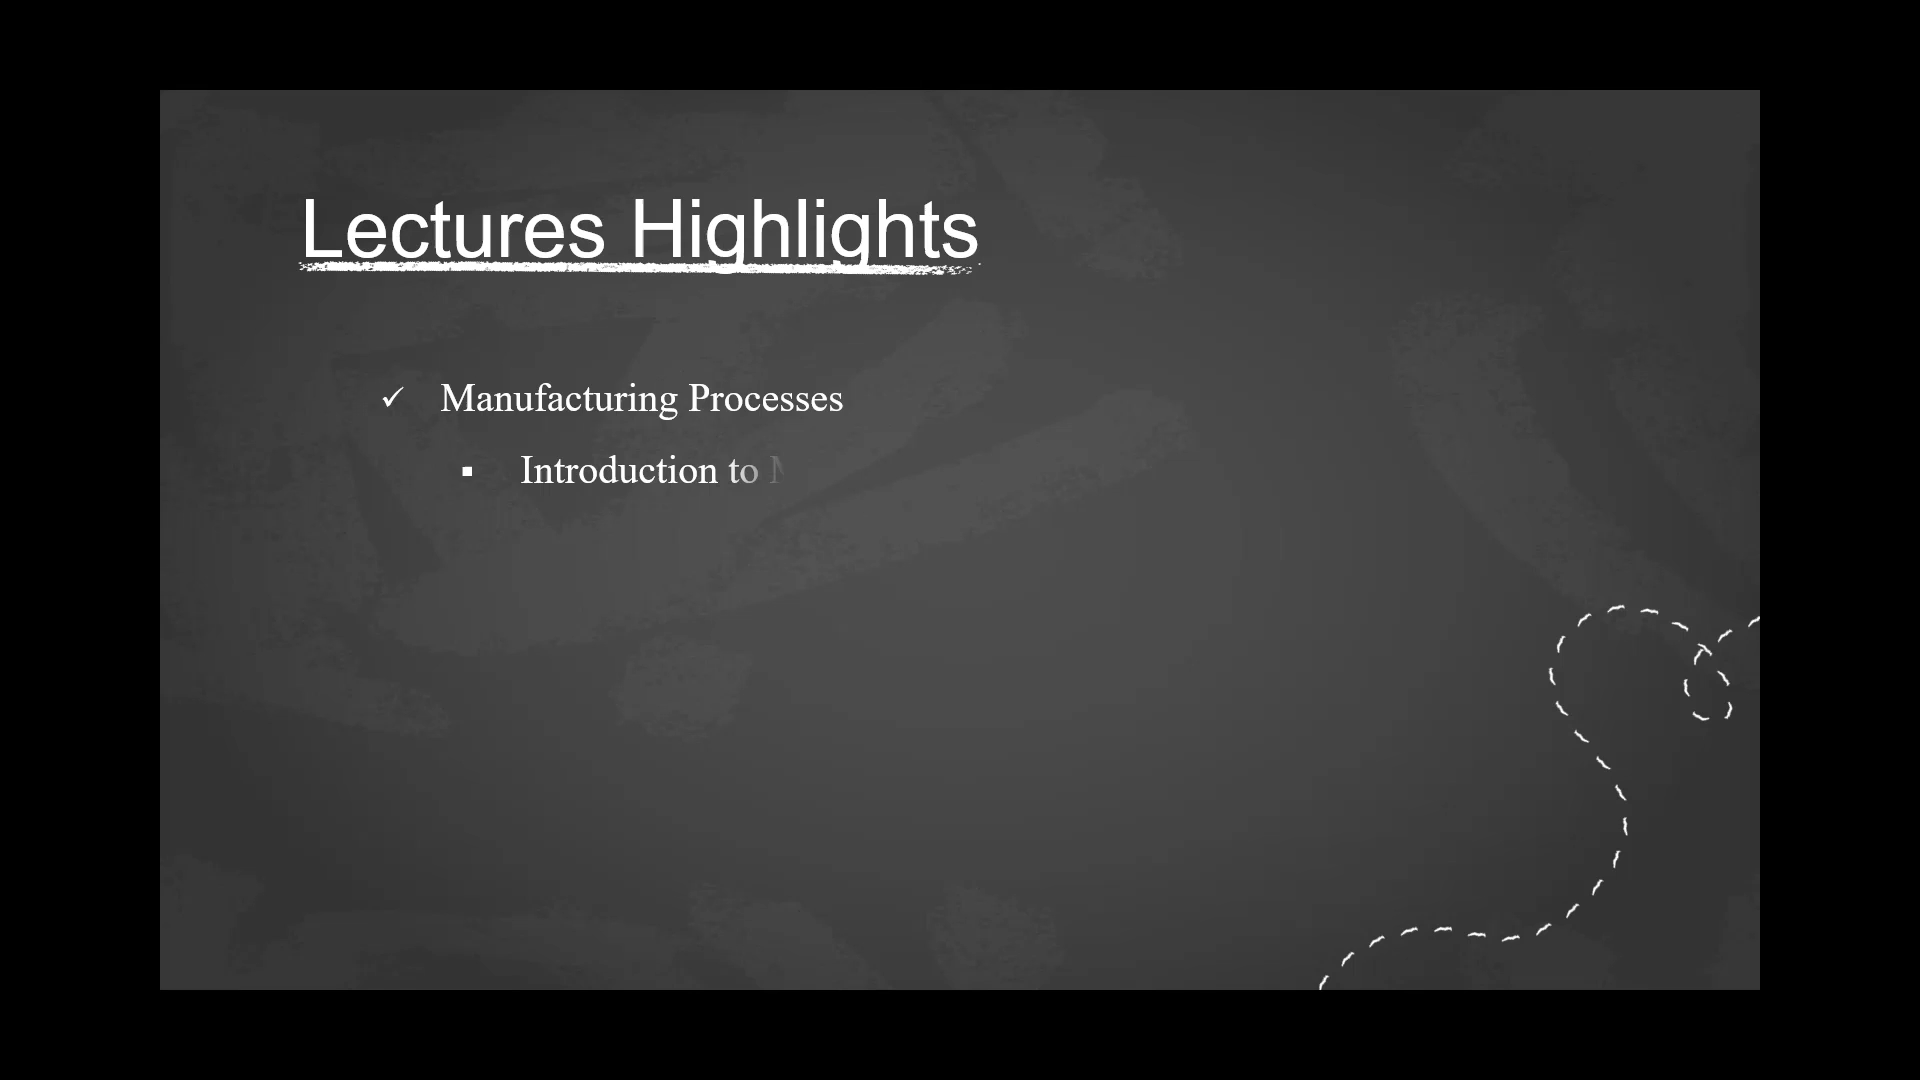 Lectures Highlights
✓ Manufacturing Processes
▪ Introduction to